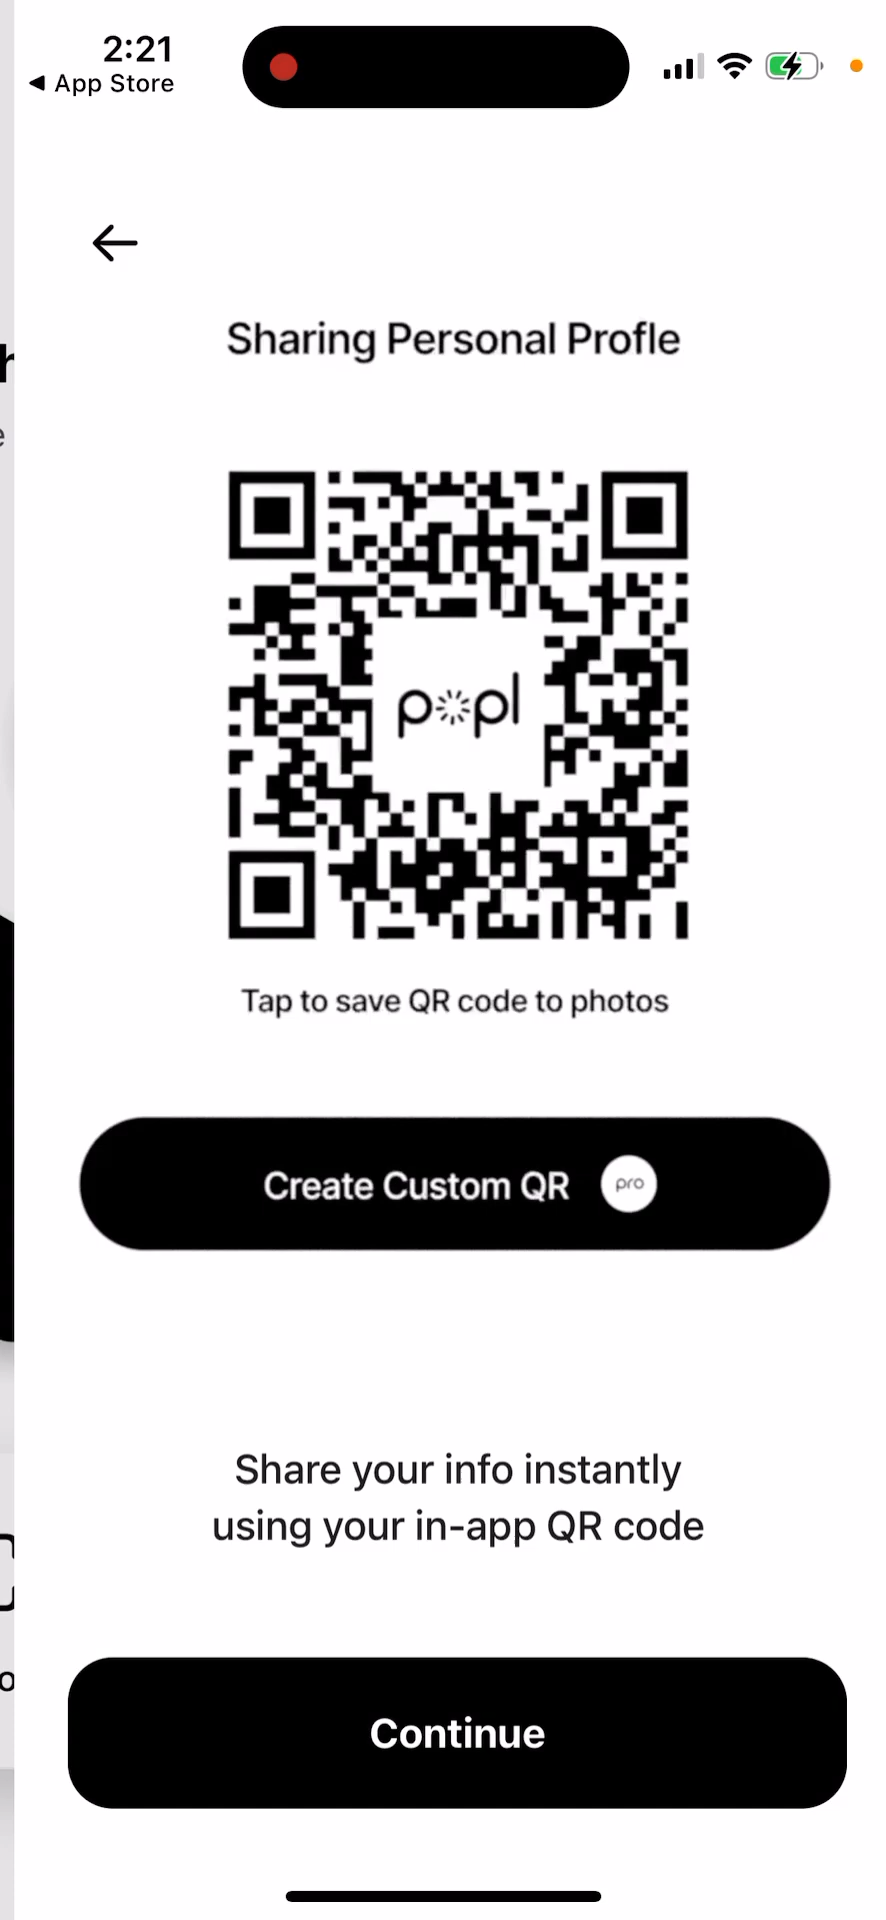 2:21
App Store
Sharing Personal Profle
popl
Tap to save QR code to photos
Create Custom QR pro
Share your info instantly
using your in-app QR code
Continue